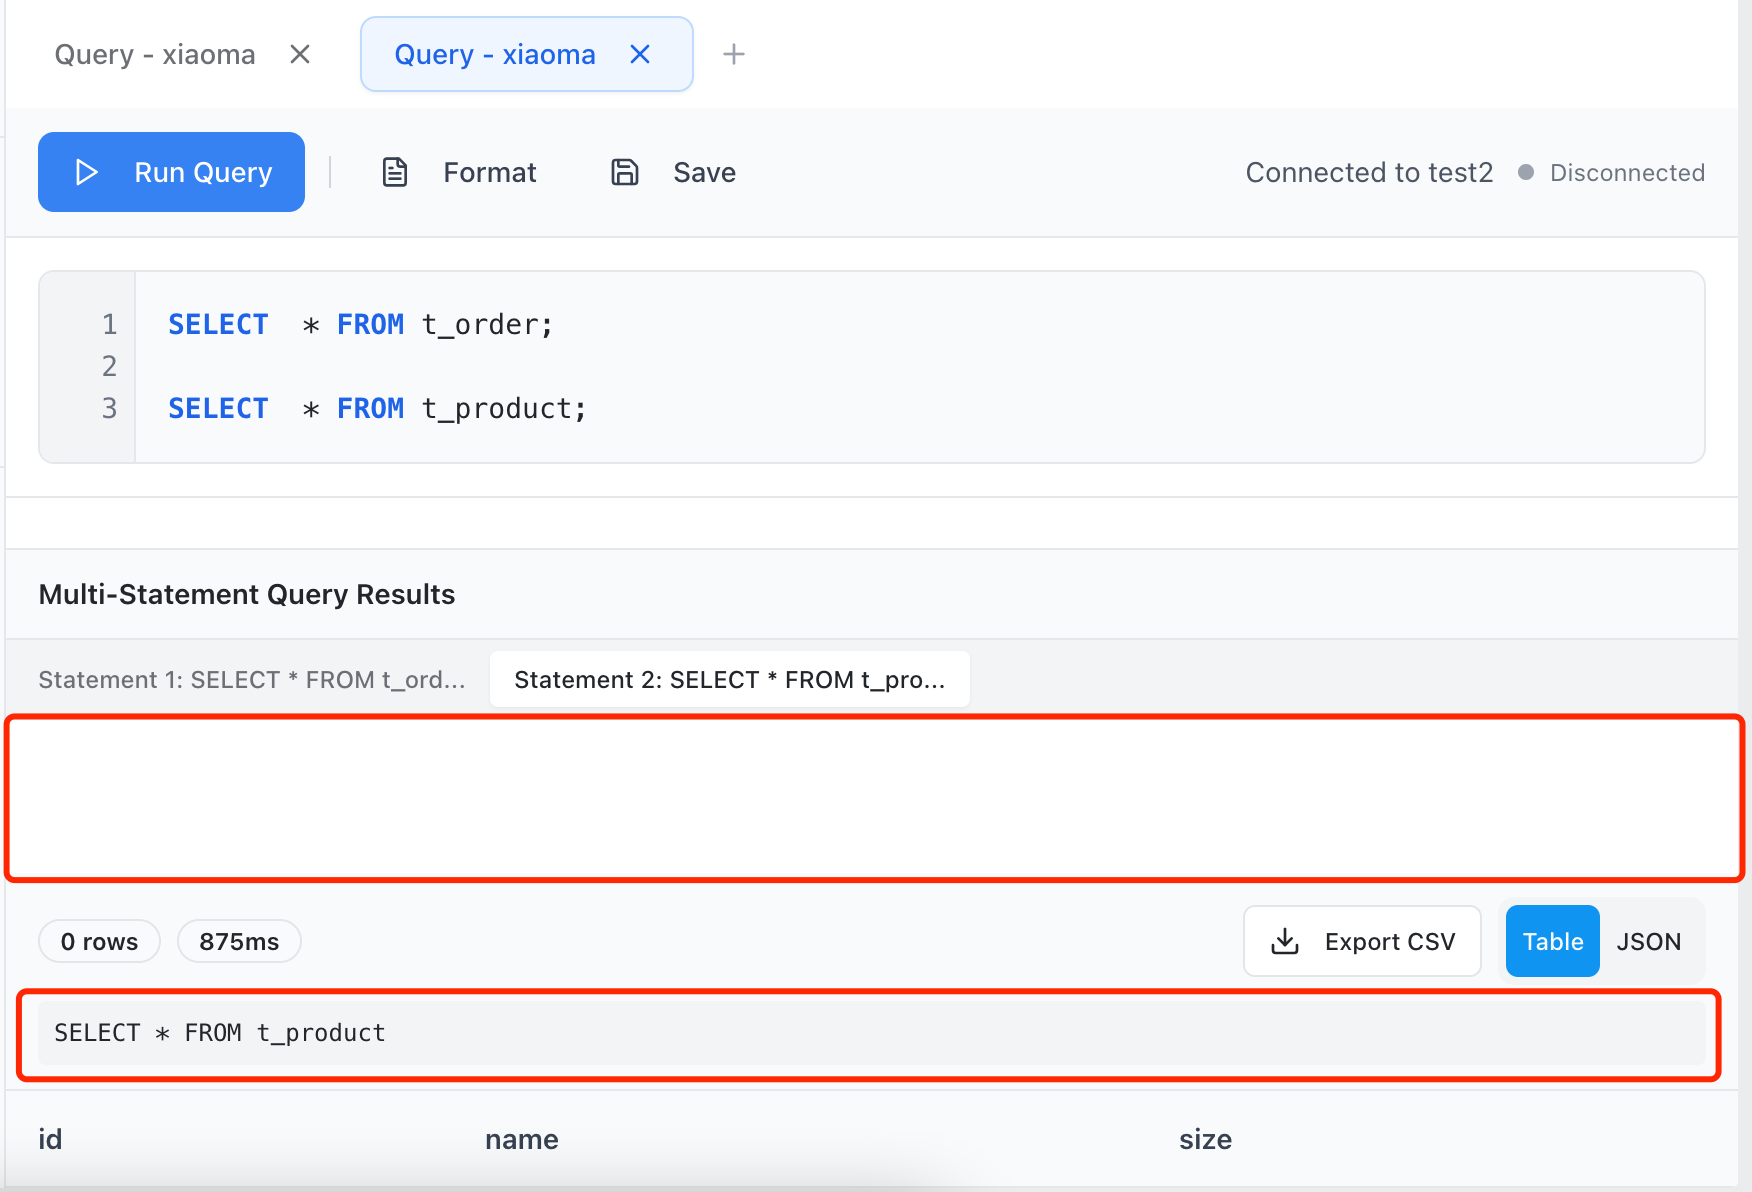 Query - xiaoma
Query - xiaoma
Run Query
Format
Save
Connected to test2
Disconnected
1 SELECT  * FROM t_order;
2
3 SELECT  * FROM t_product;
Multi-Statement Query Results
Statement 1: SELECT * FROM t_ord...
Statement 2: SELECT * FROM t_pro...
0 rows
875ms
Export CSV
Table
JSON
SELECT * FROM t_product
id
name
size